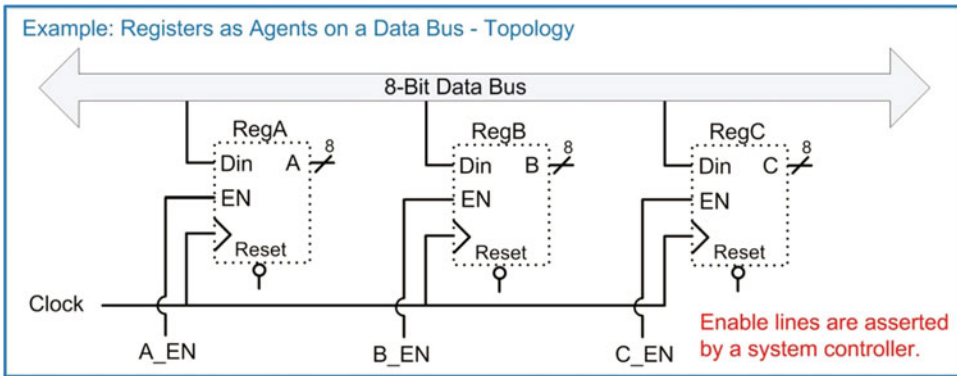 Example: Registers as Agents on a Data Bus - Topology
8-Bit Data Bus
RegA
RegB
RegC
Din A 8
Din B 8
Din C 8
EN
EN
EN
Reset
Reset
Reset
Clock
A_EN
B_EN
C_EN
Enable lines are asserted
by a system controller.